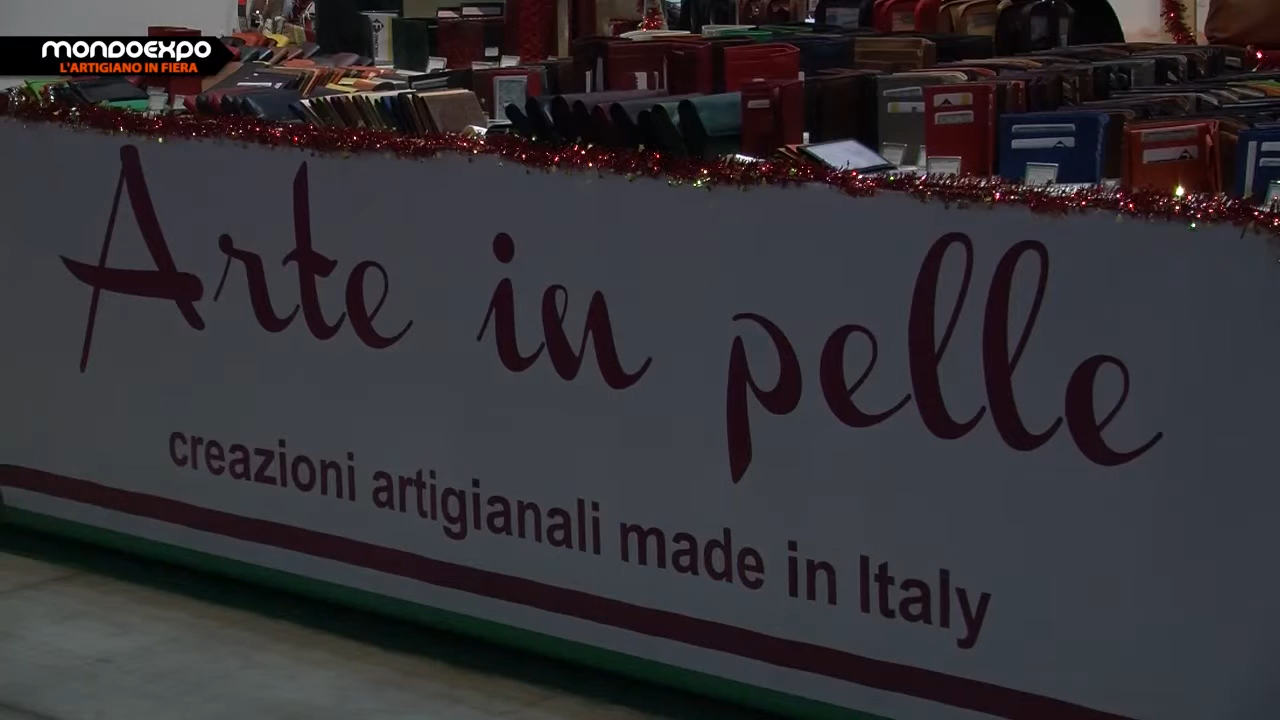 MONDOEXPO
L'ARTIGIANO IN FIERA
Arte in pelle
creazioni artigianali made in Italy